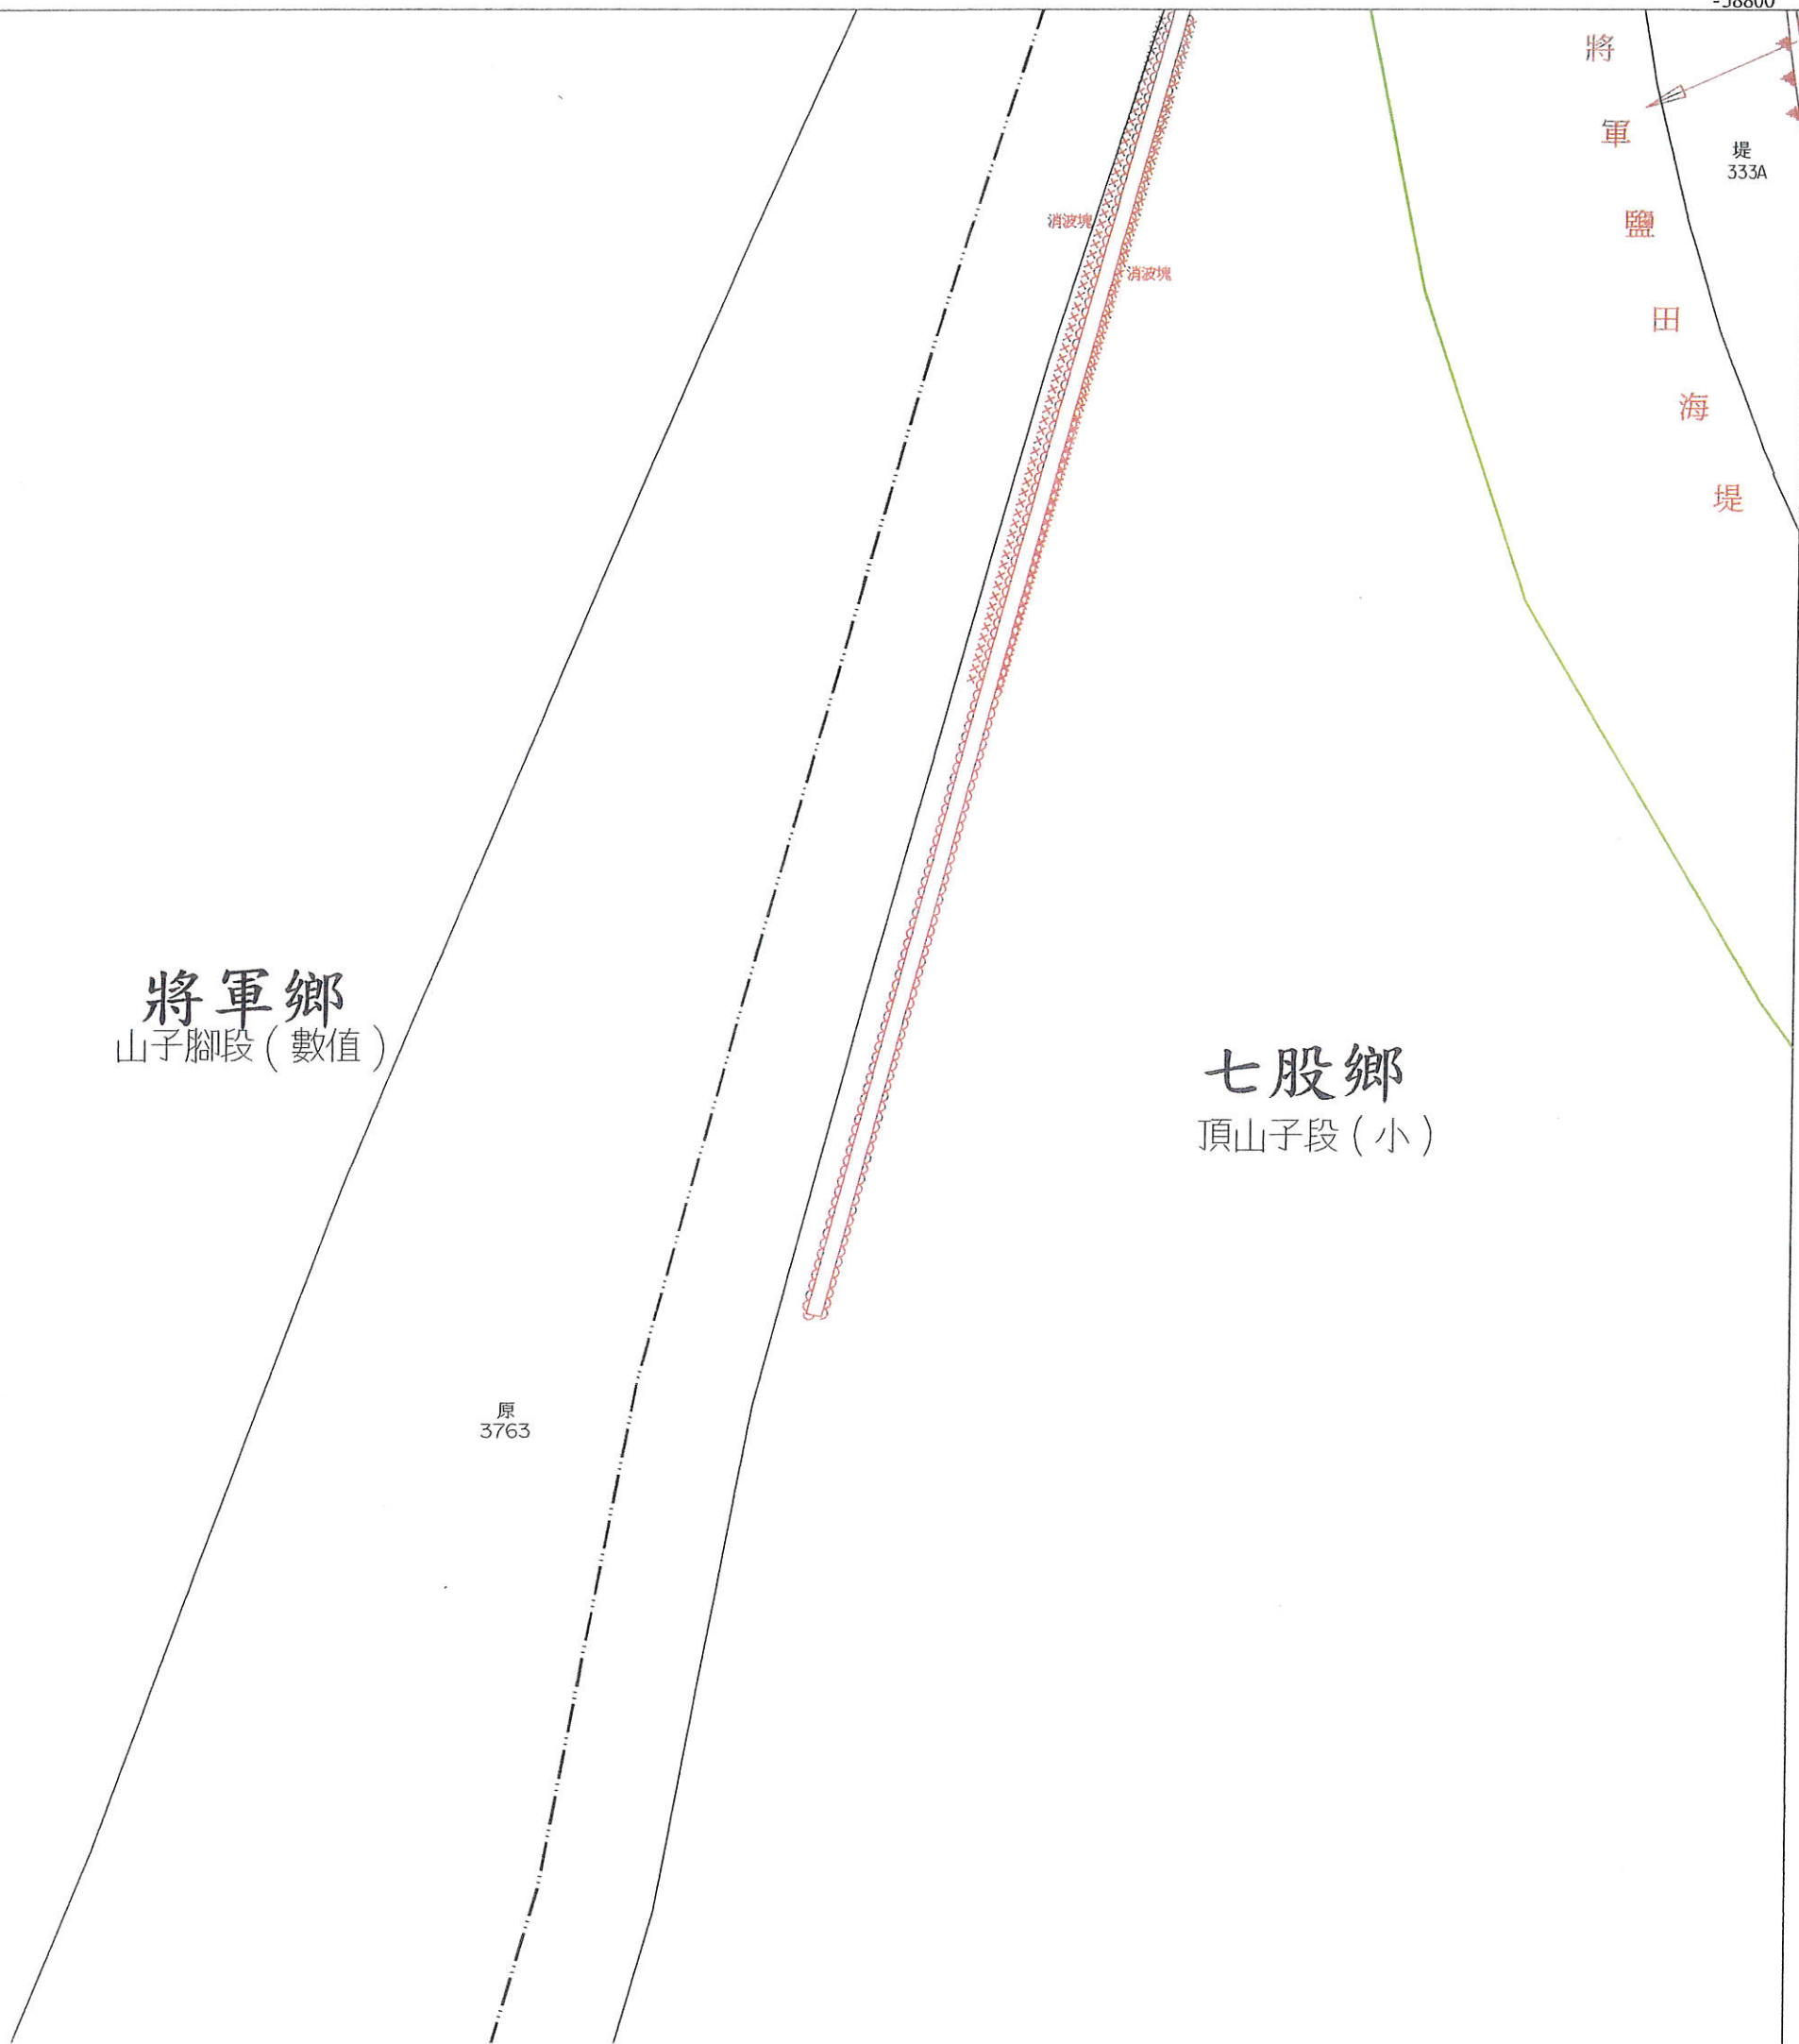 -58800
將軍鹽田海堤
堤
333A
消波塊
消波塊
將軍鄉
山子腳段(數值)
七股鄉
頂山子段(小)
原
3763